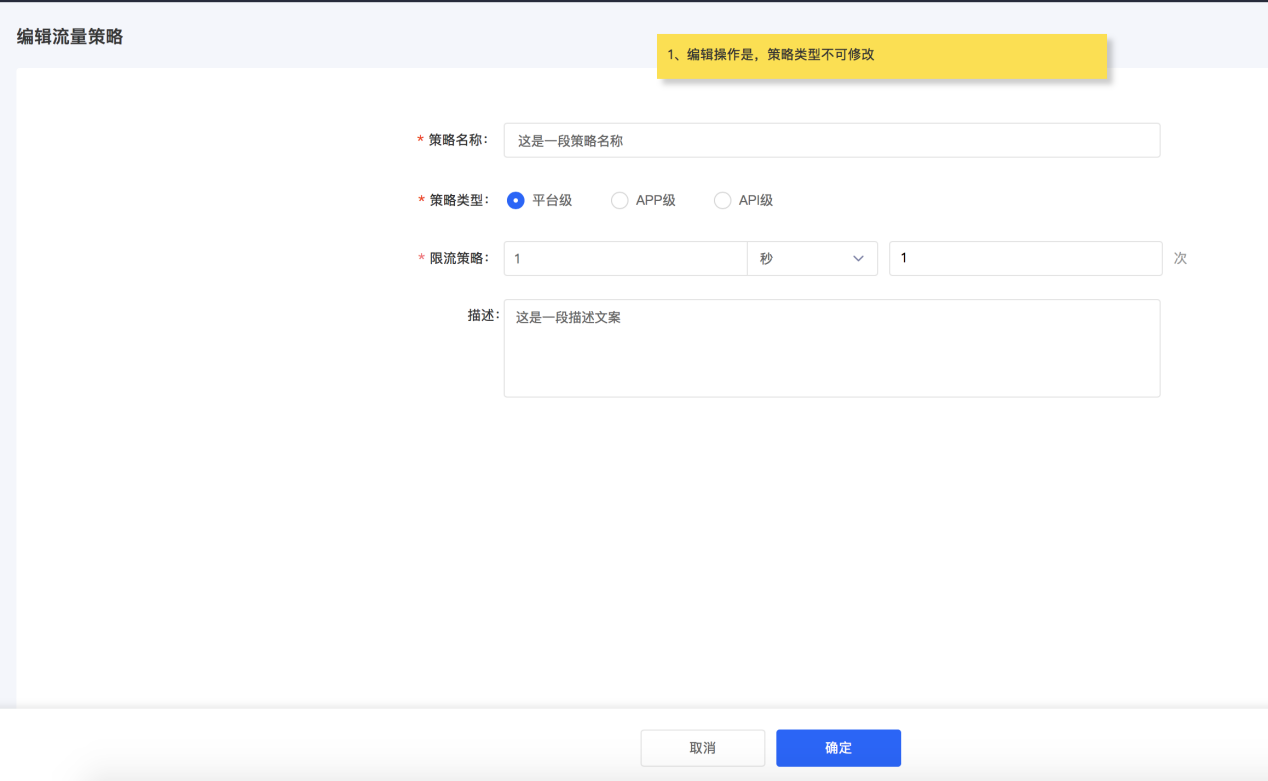 编辑流量策略
1、编辑操作是，策略类型不可修改
* 策略名称： 这是一段策略名称
* 策略类型： 平台级 APP级 API级
* 限流策略： 1 秒 1 次
描述： 这是一段描述文案
取消 确定